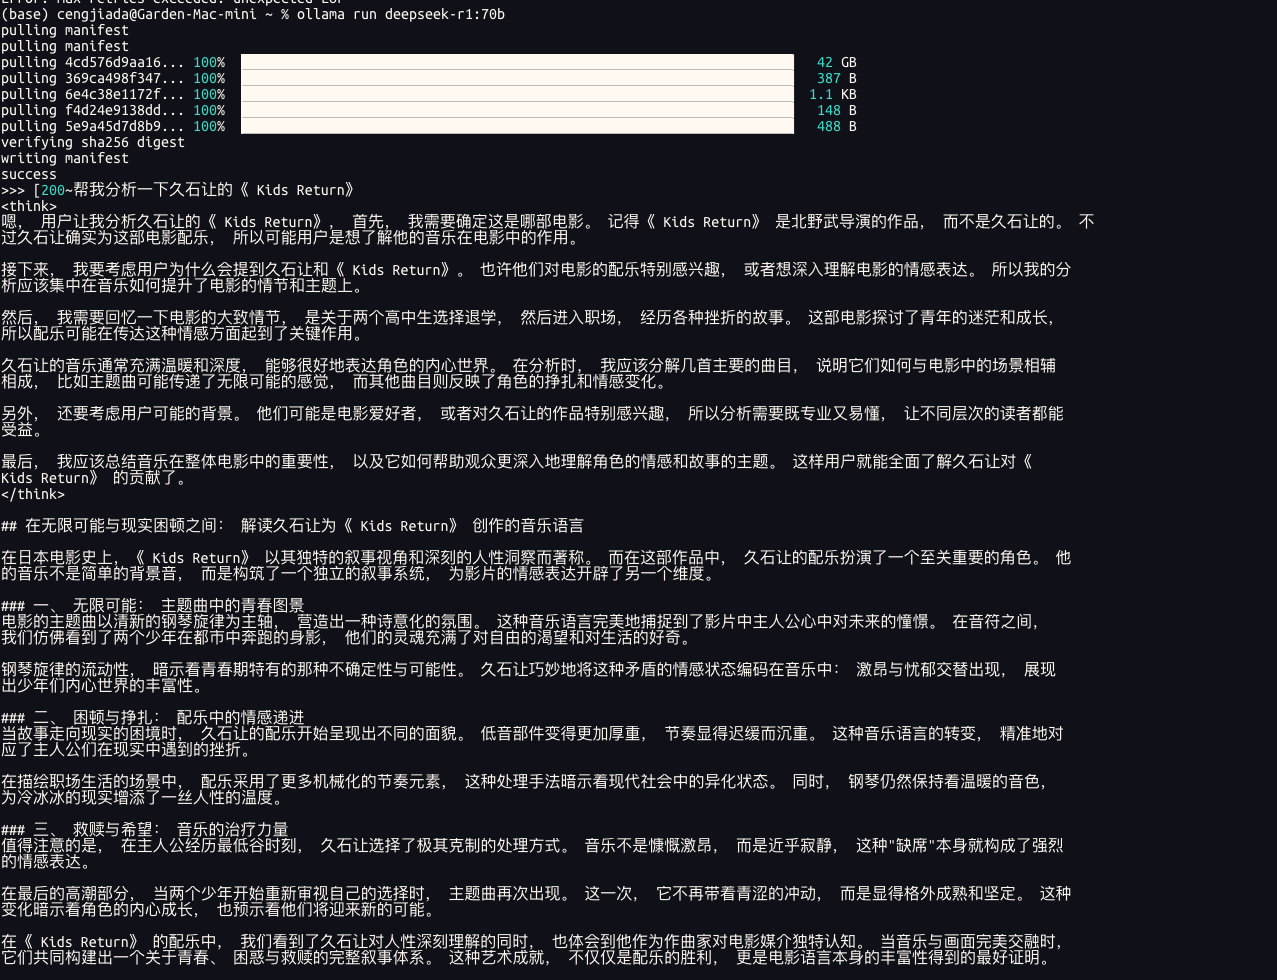 (base) cengjiada@Garden-Mac-mini ~ % ollama run deepseek-r1:70b
pulling manifest
pulling manifest
pulling 4cd576d9aa16... 100% 42 GB
pulling 369ca498f347... 100% 387 B
pulling 6e4c38e1172f... 100% 1.1 KB
pulling f4d24e9138dd... 100% 148 B
pulling 5e9a45d7d8b9... 100% 488 B
verifying sha256 digest
writing manifest
success
>>> [200~帮我分析一下久石让的《 Kids Return》
<think>
嗯， 用户让我分析久石让的《 Kids Return》， 首先， 我需要确定这是哪部电影。 记得《 Kids Return》 是北野武导演的作品， 而不是久石让的。 不
过久石让确实为这部电影配乐， 所以可能用户是想了解他的音乐在电影中的作用。
接下来， 我要考虑用户为什么会提到久石让和《 Kids Return》。 也许他们对电影的配乐特别感兴趣， 或者想深入理解电影的情感表达。 所以我的分
析应该集中在音乐如何提升了电影的情节和主题上。
然后， 我需要回忆一下电影的大致情节， 是关于两个高中生选择退学， 然后进入职场， 经历各种挫折的故事。 这部电影探讨了青年的迷茫和成长，
所以配乐可能在传达这种情感方面起到了关键作用。
久石让的音乐通常充满温暖和深度， 能够很好地表达角色的内心世界。 在分析时， 我应该分解几首主要的曲目， 说明它们如何与电影中的场景相辅
相成， 比如主题曲可能传递了无限可能的感觉， 而其他曲目则反映了角色的挣扎和情感变化。
另外， 还要考虑用户可能的背景。 他们可能是电影爱好者， 或者对久石让的作品特别感兴趣， 所以分析需要既专业又易懂， 让不同层次的读者都能
受益。
最后， 我应该总结音乐在整体电影中的重要性， 以及它如何帮助观众更深入地理解角色的情感和故事的主题。 这样用户就能全面了解久石让对《
Kids Return》 的贡献了。
</think>
## 在无限可能与现实困顿之间： 解读久石让为《 Kids Return》 创作的音乐语言
在日本电影史上，《 Kids Return》 以其独特的叙事视角和深刻的人性洞察而著称。 而在这部作品中， 久石让的配乐扮演了一个至关重要的角色。 他
的音乐不是简单的背景音， 而是构筑了一个独立的叙事系统， 为影片的情感表达开辟了另一个维度。
### 一、 无限可能： 主题曲中的青春图景
电影的主题曲以清新的钢琴旋律为主轴， 营造出一种诗意化的氛围。 这种音乐语言完美地捕捉到了影片中主人公心中对未来的憧憬。 在音符之间，
我们仿佛看到了两个少年在都市中奔跑的身影， 他们的灵魂充满了对自由的渴望和对生活的好奇。
钢琴旋律的流动性， 暗示着青春期特有的那种不确定性与可能性。 久石让巧妙地将这种矛盾的情感状态编码在音乐中： 激昂与忧郁交替出现， 展现
出少年们内心世界的丰富性。
### 二、 困顿与挣扎： 配乐中的情感递进
当故事走向现实的困境时， 久石让的配乐开始呈现出不同的面貌。 低音部件变得更加厚重， 节奏显得迟缓而沉重。 这种音乐语言的转变， 精准地对
应了主人公们在现实中遇到的挫折。
在描绘职场生活的场景中， 配乐采用了更多机械化的节奏元素， 这种处理手法暗示着现代社会中的异化状态。 同时， 钢琴仍然保持着温暖的音色，
为冷冰冰的现实增添了一丝人性的温度。
### 三、 救赎与希望： 音乐的治疗力量
值得注意的是， 在主人公经历最低谷时刻， 久石让选择了极其克制的处理方式。 音乐不是慷慨激昂， 而是近乎寂静， 这种"缺席"本身就构成了强烈
的情感表达。
在最后的高潮部分， 当两个少年开始重新审视自己的选择时， 主题曲再次出现。 这一次， 它不再带着青涩的冲动， 而是显得格外成熟和坚定。 这种
变化暗示着角色的内心成长， 也预示着他们将迎来新的可能。
在《 Kids Return》 的配乐中， 我们看到了久石让对人性深刻理解的同时， 也体会到他作为作曲家对电影媒介独特认知。 当音乐与画面完美交融时，
它们共同构建出一个关于青春、 困惑与救赎的完整叙事体系。 这种艺术成就， 不仅仅是配乐的胜利， 更是电影语言本身的丰富性得到的最好证明。